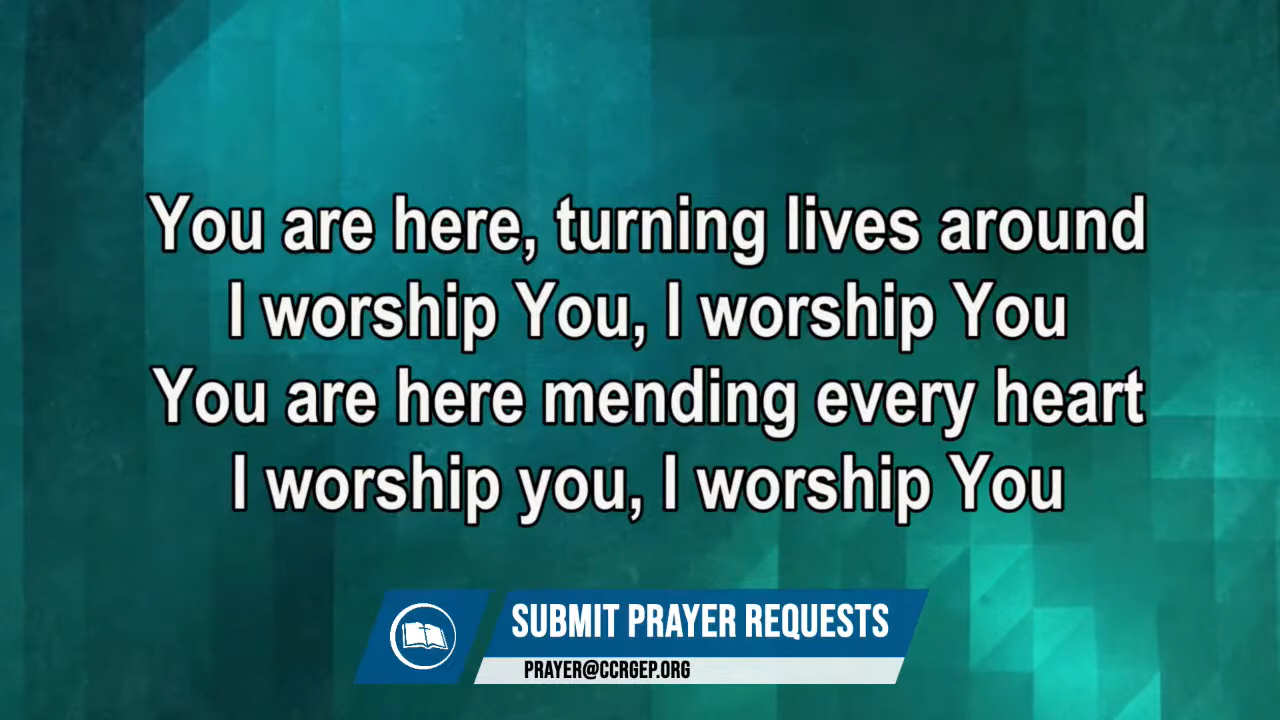 You are here, turning lives around
I worship You, I worship You
You are here mending every heart
I worship you, I worship You
SUBMIT PRAYER REQUESTS
PRAYER@CCRGEP.ORG